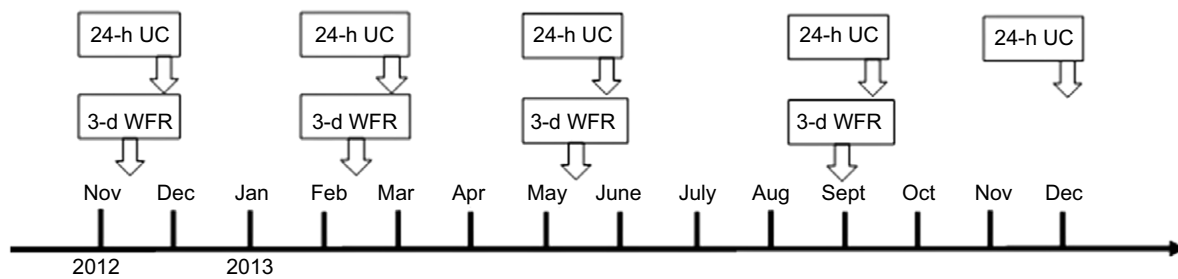 24-h UC 24-h UC 24-h UC 24-h UC 24-h UC
3-d WFR 3-d WFR 3-d WFR 3-d WFR
Nov Dec Jan Feb Mar Apr May June July Aug Sept Oct Nov Dec
2012 2013